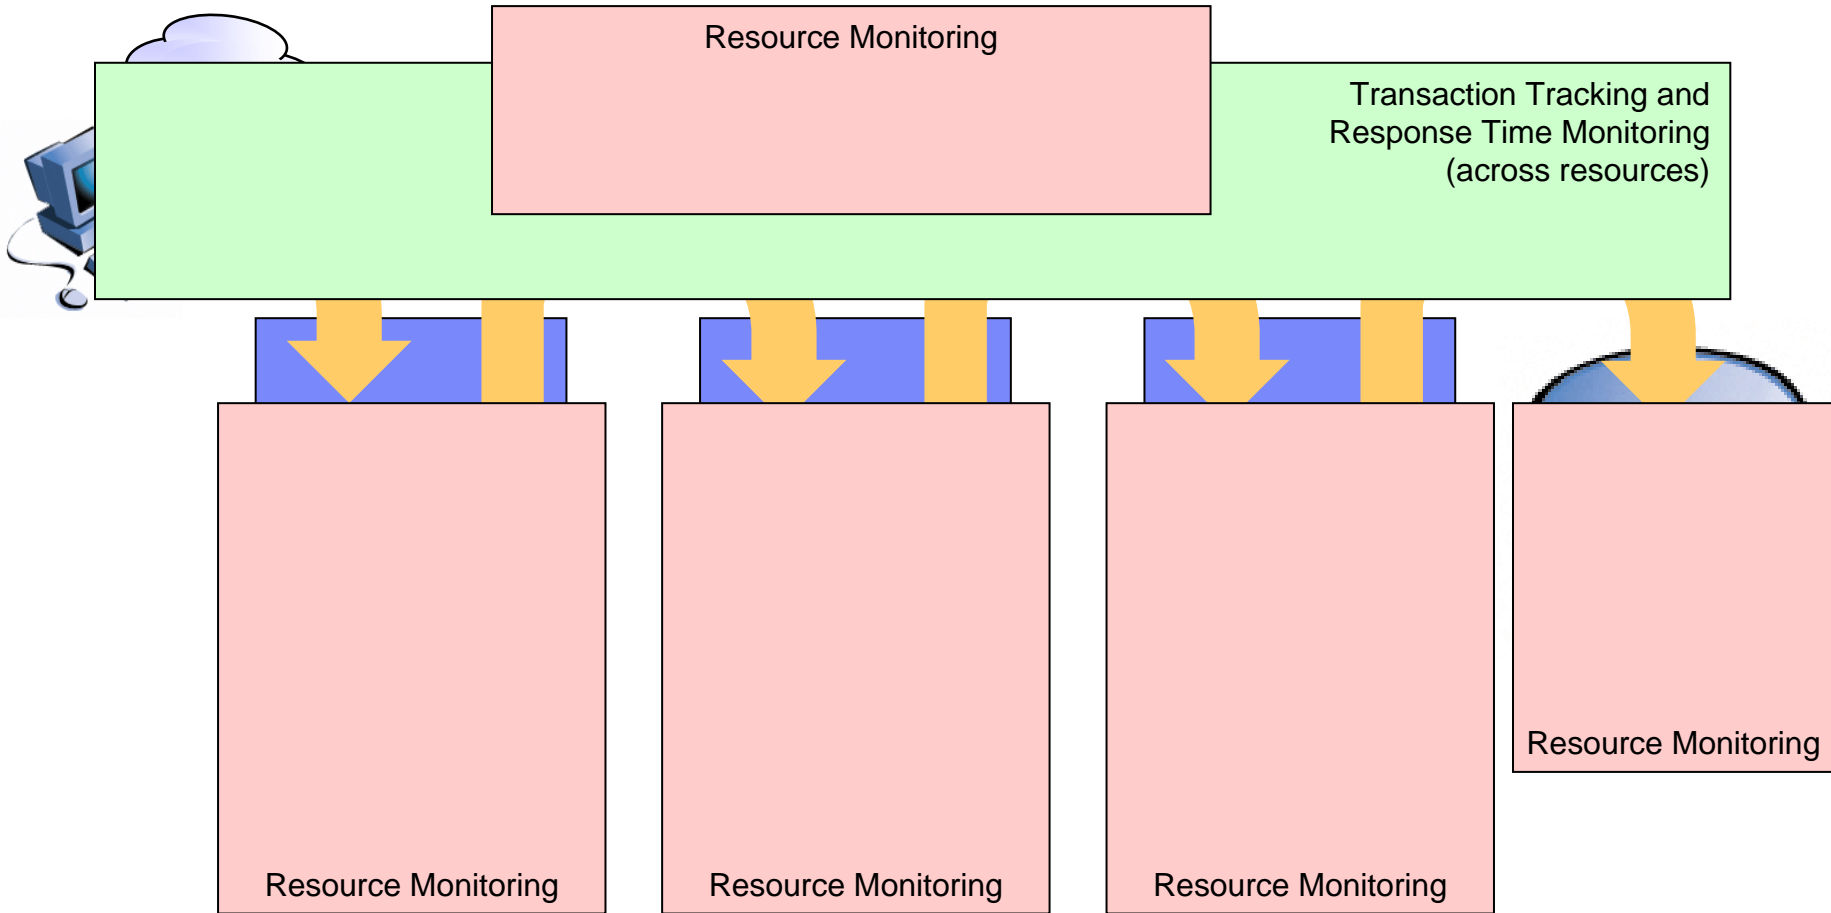 Resource Monitoring
Transaction Tracking and
Response Time Monitoring
(across resources)
Resource Monitoring
Resource Monitoring
Resource Monitoring
Resource Monitoring